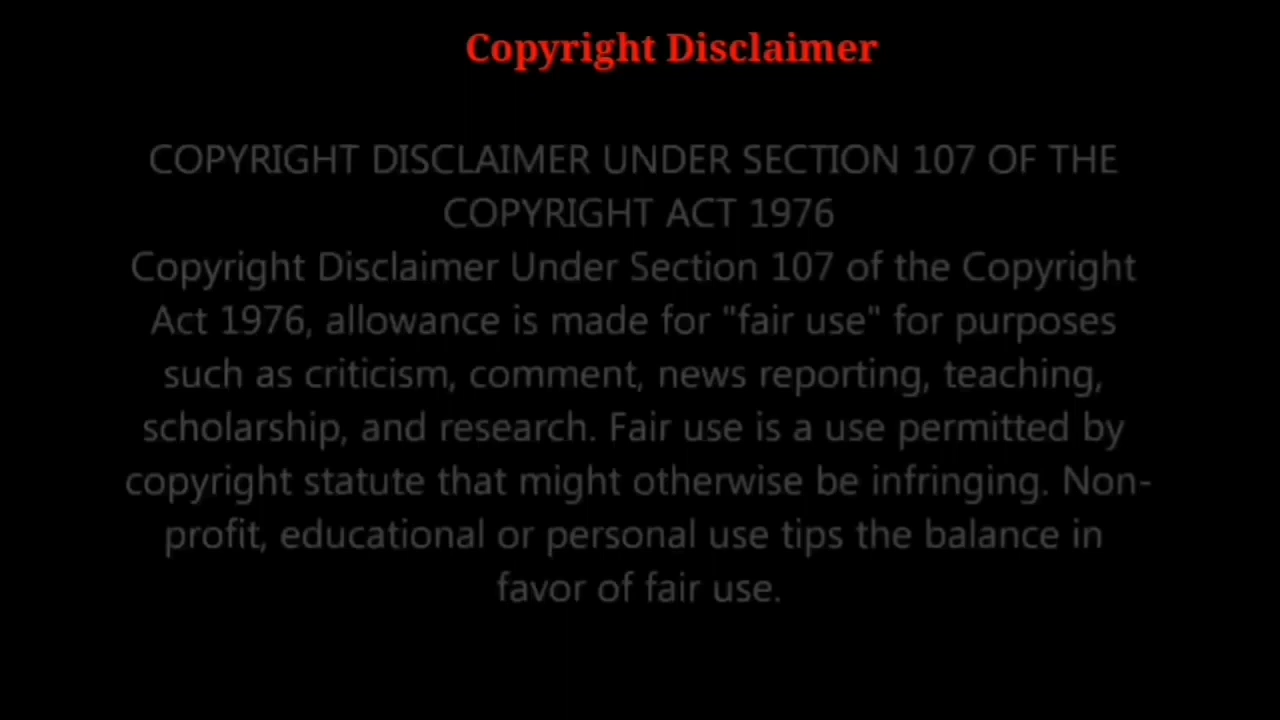 Copyright Disclaimer
COPYRIGHT DISCLAIMER UNDER SECTION 107 OF THE
COPYRIGHT ACT 1976
Copyright Disclaimer Under Section 107 of the Copyright
Act 1976, allowance is made for "fair use" for purposes
such as criticism, comment, news reporting, teaching,
scholarship, and research. Fair use is a use permitted by
copyright statute that might otherwise be infringing. Non-
profit, educational or personal use tips the balance in
favor of fair use.